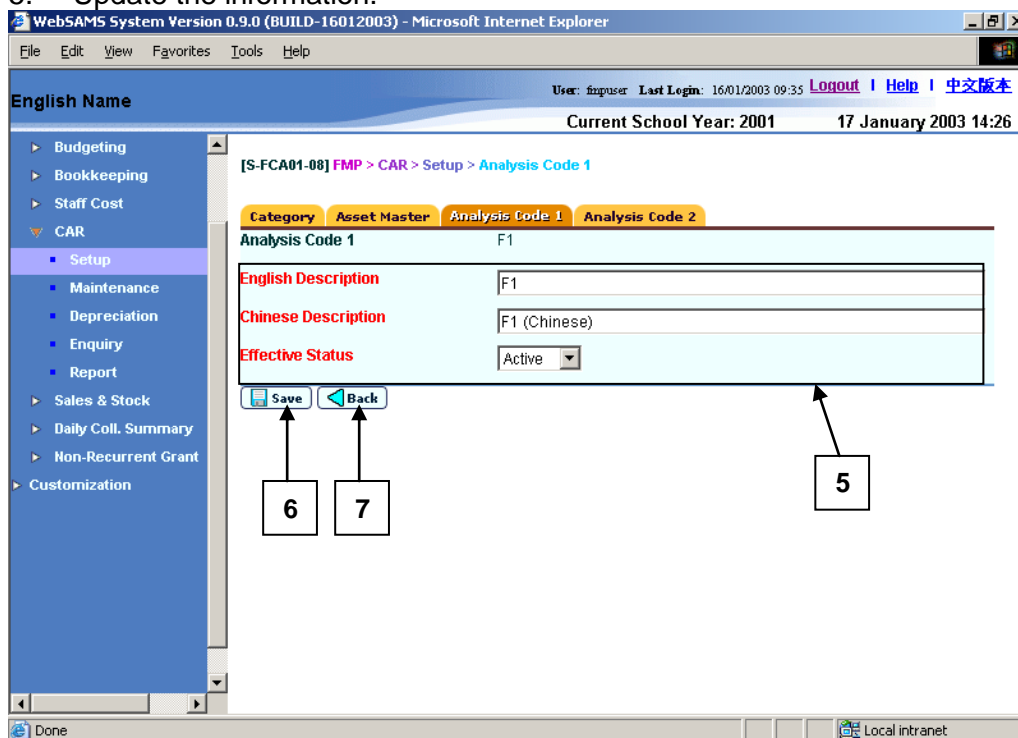 Update the information.
WebSAMS System Version 0.9.0 (BUILD-16012003) - Microsoft Internet Explorer
File Edit View Favorites Tools Help
English Name
User: fmpuser Last Login: 16/01/2003 09:35 Logout | Help | 中文版本
Current School Year: 2001 17 January 2003 14:26
Budgeting
Bookkeeping
Staff Cost
CAR
Setup
Maintenance
Depreciation
Enquiry
Report
Sales & Stock
Daily Coll. Summary
Non-Recurrent Grant
Customization
[S-FCA01-08] FMP > CAR > Setup > Analysis Code 1
Category Asset Master Analysis Code 1 Analysis Code 2
Analysis Code 1 F1
English Description F1
Chinese Description F1 (Chinese)
Effective Status Active
Save Back
5
6 7
Done Local intranet